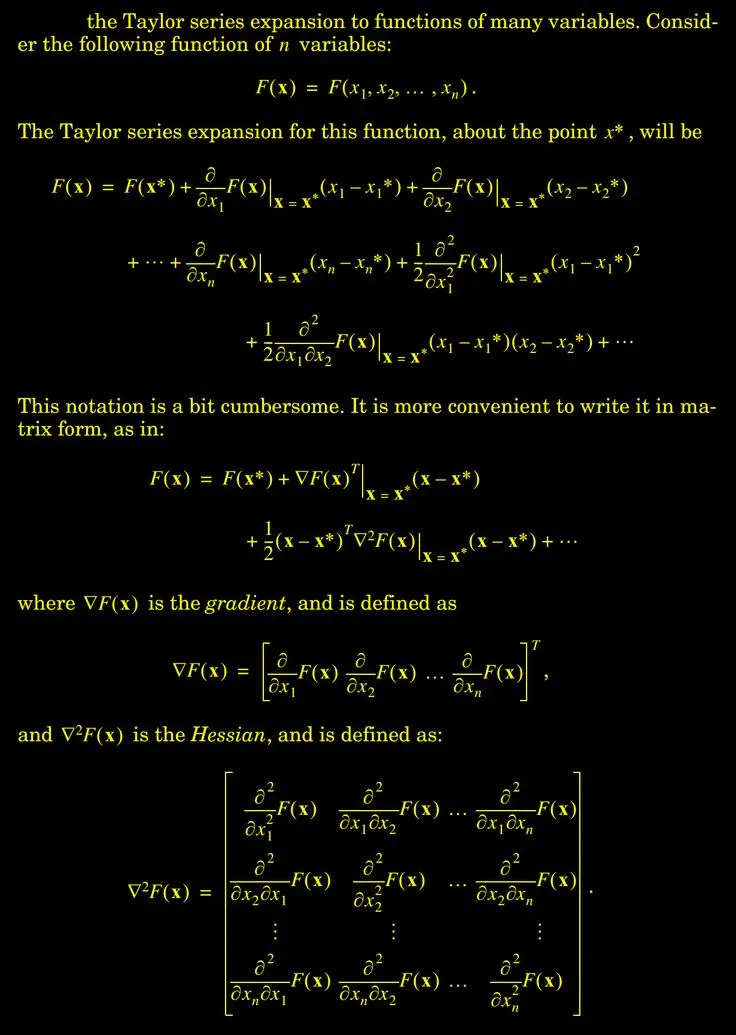 the Taylor series expansion to functions of many variables. Consid-
er the following function of n variables:
F(x) = F(x₁, x₂, … , xₙ) .
The Taylor series expansion for this function, about the point x* , will be
F(x) = F(x*) + ∂/∂x₁ F(x)|ₓ ₌ ₓ* (x₁ – x₁*) + ∂/∂x₂ F(x)|ₓ ₌ ₓ* (x₂ – x₂*)
+ ⋯ + ∂/∂xₙ F(x)|ₓ ₌ ₓ* (xₙ – xₙ*) + 1/2 ∂²/∂x₁² F(x)|ₓ ₌ ₓ* (x₁ – x₁*)²
+ 1/2 ∂²/∂x₁∂x₂ F(x)|ₓ ₌ ₓ* (x₁ – x₁*)(x₂ – x₂*) + ⋯
This notation is a bit cumbersome. It is more convenient to write it in ma-
trix form, as in:
F(x) = F(x*) + ∇F(x)ᵀ|ₓ ₌ ₓ* (x – x*)
+ 1/2 (x – x*)ᵀ ∇²F(x)|ₓ ₌ ₓ* (x – x*) + ⋯
where ∇F(x) is the gradient, and is defined as
∇F(x) = [∂/∂x₁ F(x) ∂/∂x₂ F(x) … ∂/∂xₙ F(x)]ᵀ ,
and ∇²F(x) is the Hessian, and is defined as:
∂²/∂x₁² F(x) ∂²/∂x₁∂x₂ F(x) … ∂²/∂x₁∂xₙ F(x)
∇²F(x) = ∂²/∂x₂∂x₁ F(x) ∂²/∂x₂² F(x) … ∂²/∂x₂∂xₙ F(x) .
⋮ ⋮ ⋮
∂²/∂xₙ∂x₁ F(x) ∂²/∂xₙ∂x₂ F(x) … ∂²/∂xₙ² F(x)